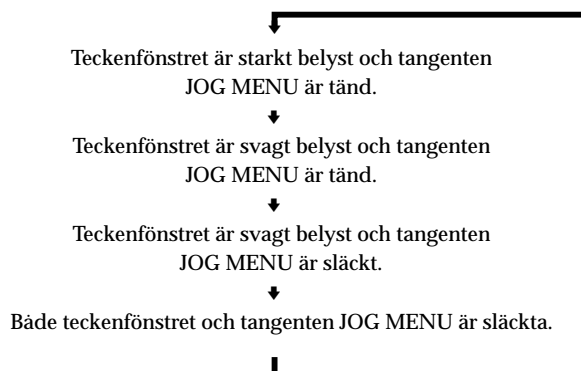 Teckenfönstret är starkt belyst och tangenten
JOG MENU är tänd.
Teckenfönstret är svagt belyst och tangenten
JOG MENU är tänd.
Teckenfönstret är svagt belyst och tangenten
JOG MENU är släckt.
Både teckenfönstret och tangenten JOG MENU är släckta.